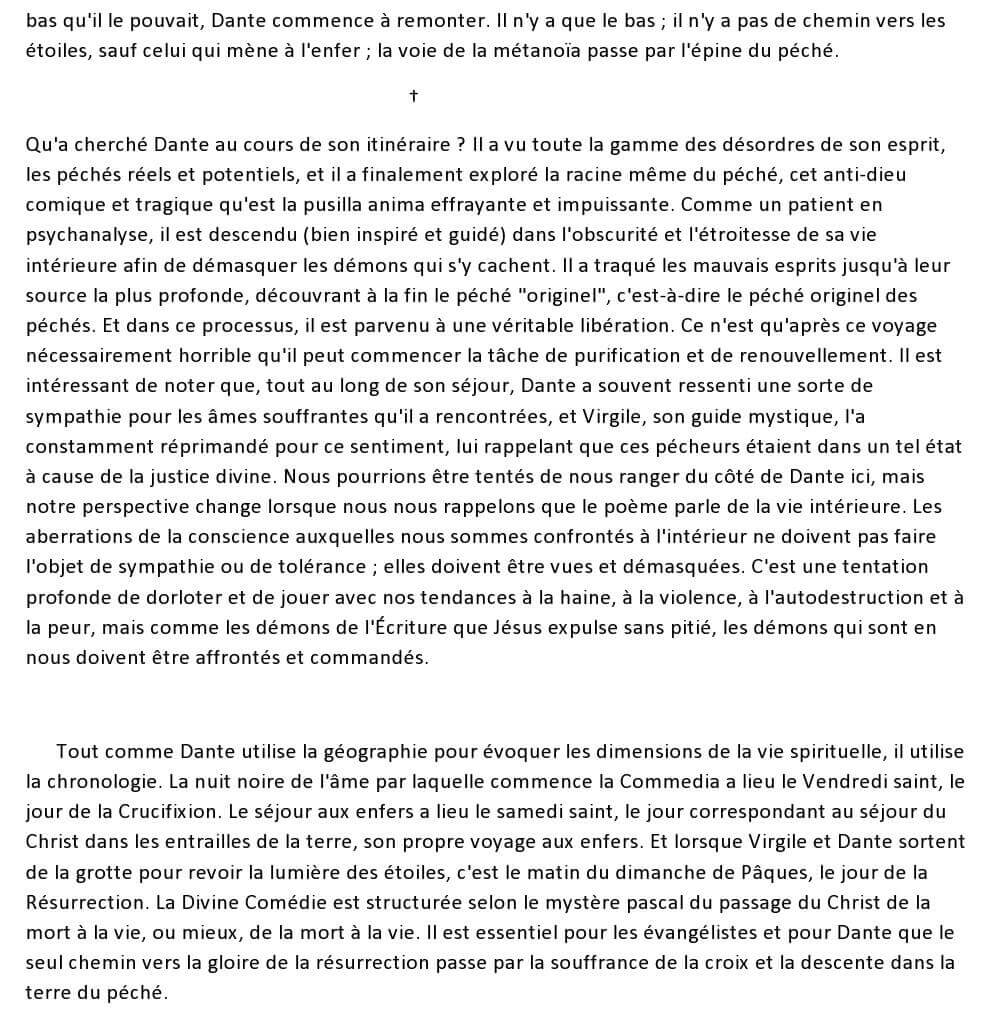 bas qu'il le pouvait, Dante commence à remonter. Il n'y a que le bas ; il n'y a pas de chemin vers les
étoiles, sauf celui qui mène à l'enfer ; la voie de la métanoïa passe par l'épine du péché.
†
Qu'a cherché Dante au cours de son itinéraire ? Il a vu toute la gamme des désordres de son esprit,
les péchés réels et potentiels, et il a finalement exploré la racine même du péché, cet anti-dieu
comique et tragique qu'est la pusilla anima effrayante et impuissante. Comme un patient en
psychanalyse, il est descendu (bien inspiré et guidé) dans l'obscurité et l'étroitesse de sa vie
intérieure afin de démasquer les démons qui s'y cachent. Il a traqué les mauvais esprits jusqu'à leur
source la plus profonde, découvrant à la fin le péché "originel", c'est-à-dire le péché originel des
péchés. Et dans ce processus, il est parvenu à une véritable libération. Ce n'est qu'après ce voyage
nécessairement horrible qu'il peut commencer la tâche de purification et de renouvellement. Il est
intéressant de noter que, tout au long de son séjour, Dante a souvent ressenti une sorte de
sympathie pour les âmes souffrantes qu'il a rencontrées, et Virgile, son guide mystique, l'a
constamment réprimandé pour ce sentiment, lui rappelant que ces pécheurs étaient dans un tel état
à cause de la justice divine. Nous pourrions être tentés de nous ranger du côté de Dante ici, mais
notre perspective change lorsque nous nous rappelons que le poème parle de la vie intérieure. Les
aberrations de la conscience auxquelles nous sommes confrontés à l'intérieur ne doivent pas faire
l'objet de sympathie ou de tolérance ; elles doivent être vues et démasquées. C'est une tentation
profonde de dorloter et de jouer avec nos tendances à la haine, à la violence, à l'autodestruction et à
la peur, mais comme les démons de l'Écriture que Jésus expulse sans pitié, les démons qui sont en
nous doivent être affrontés et commandés.
Tout comme Dante utilise la géographie pour évoquer les dimensions de la vie spirituelle, il utilise
la chronologie. La nuit noire de l'âme par laquelle commence la Commedia a lieu le Vendredi saint, le
jour de la Crucifixion. Le séjour aux enfers a lieu le samedi saint, le jour correspondant au séjour du
Christ dans les entrailles de la terre, son propre voyage aux enfers. Et lorsque Virgile et Dante sortent
de la grotte pour revoir la lumière des étoiles, c'est le matin du dimanche de Pâques, le jour de la
Résurrection. La Divine Comédie est structurée selon le mystère pascal du passage du Christ de la
mort à la vie, ou mieux, de la mort à la vie. Il est essentiel pour les évangélistes et pour Dante que le
seul chemin vers la gloire de la résurrection passe par la souffrance de la croix et la descente dans la
terre du péché.